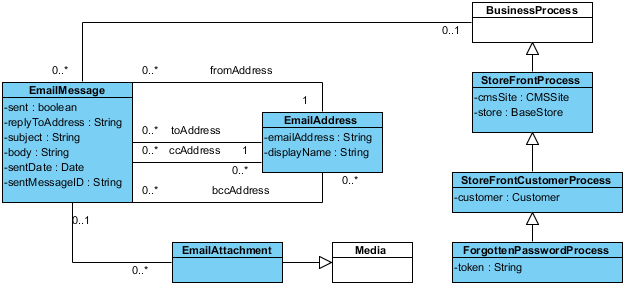 BusinessProcess
0..1
0..*
0..*
fromAddress
1
EmailMessage
-sent : boolean
-replyToAddress : String
-subject : String
-body : String
-sentDate : Date
-sentMessageID : String
0..*
toAddress
0..*
ccAddress
1
0..*
0..*
bccAddress
EmailAddress
-emailAddress : String
-displayName : String
0..*
StoreFrontProcess
-cmsSite : CMSSite
-store : BaseStore
StoreFrontCustomerProcess
-customer : Customer
0..1
0..*
EmailAttachment
Media
ForgottenPasswordProcess
-token : String